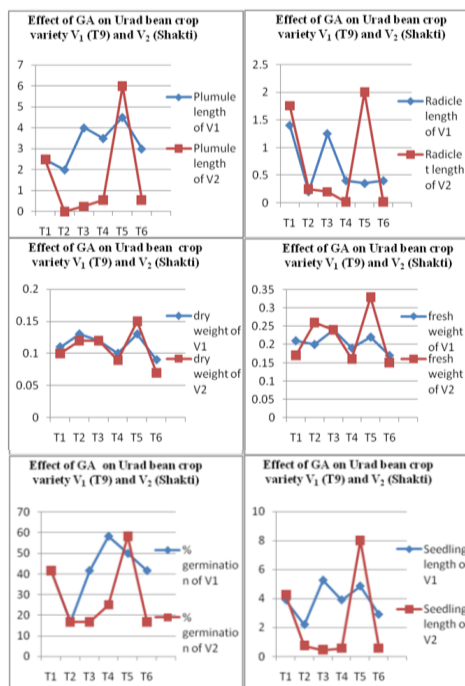 Effect of GA on Urad bean crop
variety V₁ (T9) and V₂ (Shakti)
7
6
5
4
3
2
1
0
T1 T2 T3 T4 T5 T6
Plumule
length
of V1
Plumule
length
of V2
Effect of GA on Urad bean crop
variety V₁ (T9) and V₂ (Shakti)
2.5
2
1.5
1
0.5
0
T1 T2 T3 T4 T5 T6
Radicle
length
of V1
Radicle
t length
of V2
Effect of GA on Urad bean crop
variety V₁ (T9) and V₂ (Shakti)
0.2
0.15
0.1
0.05
0
T1 T2 T3 T4 T5 T6
dry
weight of
V1
dry
weight of
V2
Effect of GA on Urad bean crop
variety V₁ (T9) and V₂ (Shakti)
0.35
0.3
0.25
0.2
0.15
0.1
0.05
0
T1 T2 T3 T4 T5 T6
fresh
weight
of V1
fresh
weight
of V2
Effect of GA on Urad bean crop
variety V₁ (T9) and V₂ (Shakti)
70
60
50
40
30
20
10
0
T1 T2 T3 T4 T5 T6
%
germinatio
n of V1
%
germinatio
n of V2
Effect of GA on Urad bean crop
variety V₁ (T9) and V₂ (Shakti)
10
8
6
4
2
0
T1 T2 T3 T4 T5 T6
Seedling
length o
V1
Seedling
length o
V2